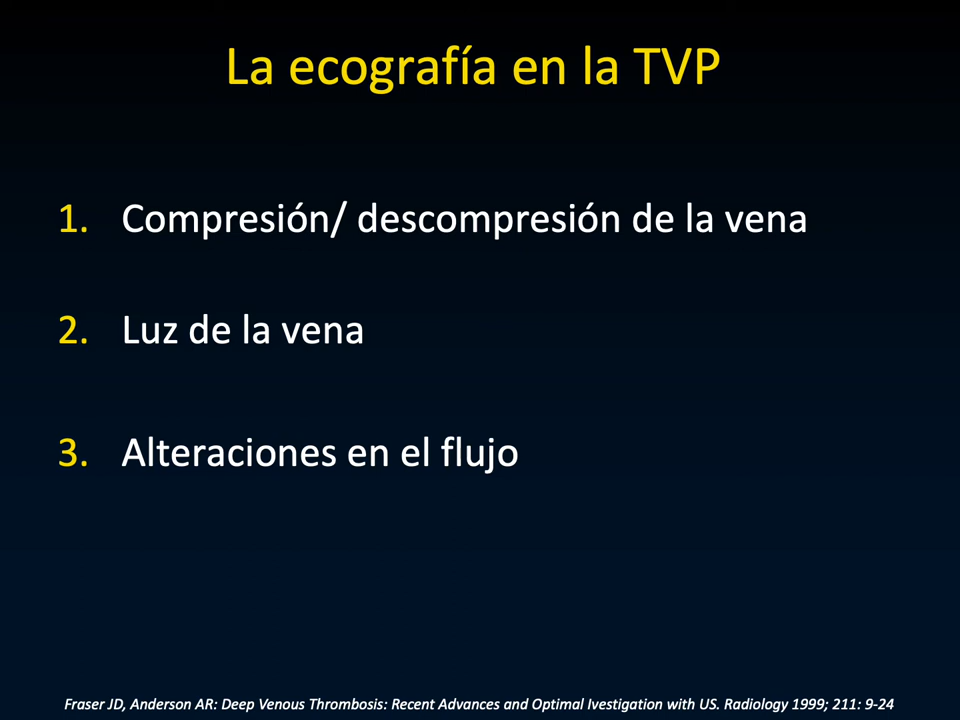 La ecografía en la TVP
1. Compresión/ descompresión de la vena
2. Luz de la vena
3. Alteraciones en el flujo
Fraser JD, Anderson AR: Deep Venous Thrombosis: Recent Advances and Optimal Ivestigation with US. Radiology 1999; 211: 9-24